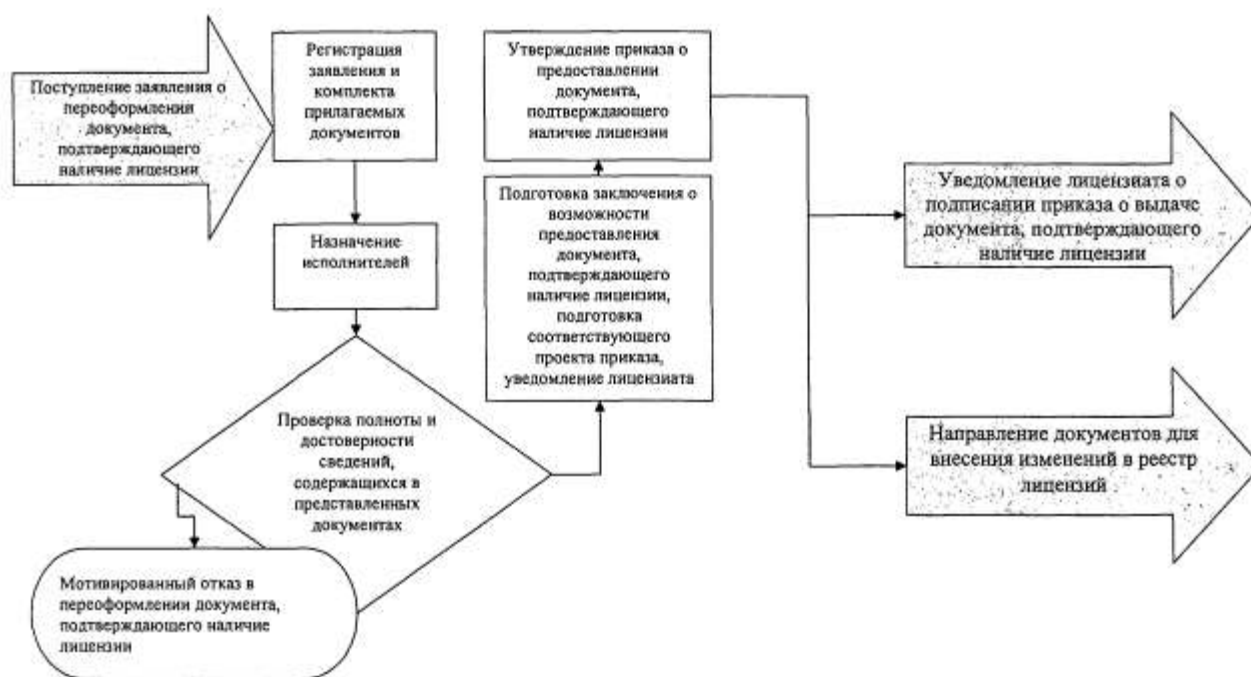 Поступление заявления о
переоформления
документа,
подтверждающего
наличие лицензии
Регистрация
заявления и
комплекта
прилагаемых
документов
Назначение
исполнителей
Проверка полноты и
достоверности
сведений,
содержащихся в
представленных
документах
Мотивированный отказ в
переоформлении документа,
подтверждающего наличие
лицензии
Подготовка заключения о
возможности
предоставления
документа,
подтверждающего
наличие лицензии,
подготовка
соответствующего
проекта приказа,
уведомление лицензиата
Утверждение приказа о
предоставлении
документа,
подтверждающего
наличие лицензии
Уведомление лицензиата о
подписании приказа о выдаче
документа, подтверждающего
наличие лицензии
Направление документов для
внесения изменений в реестр
лицензий